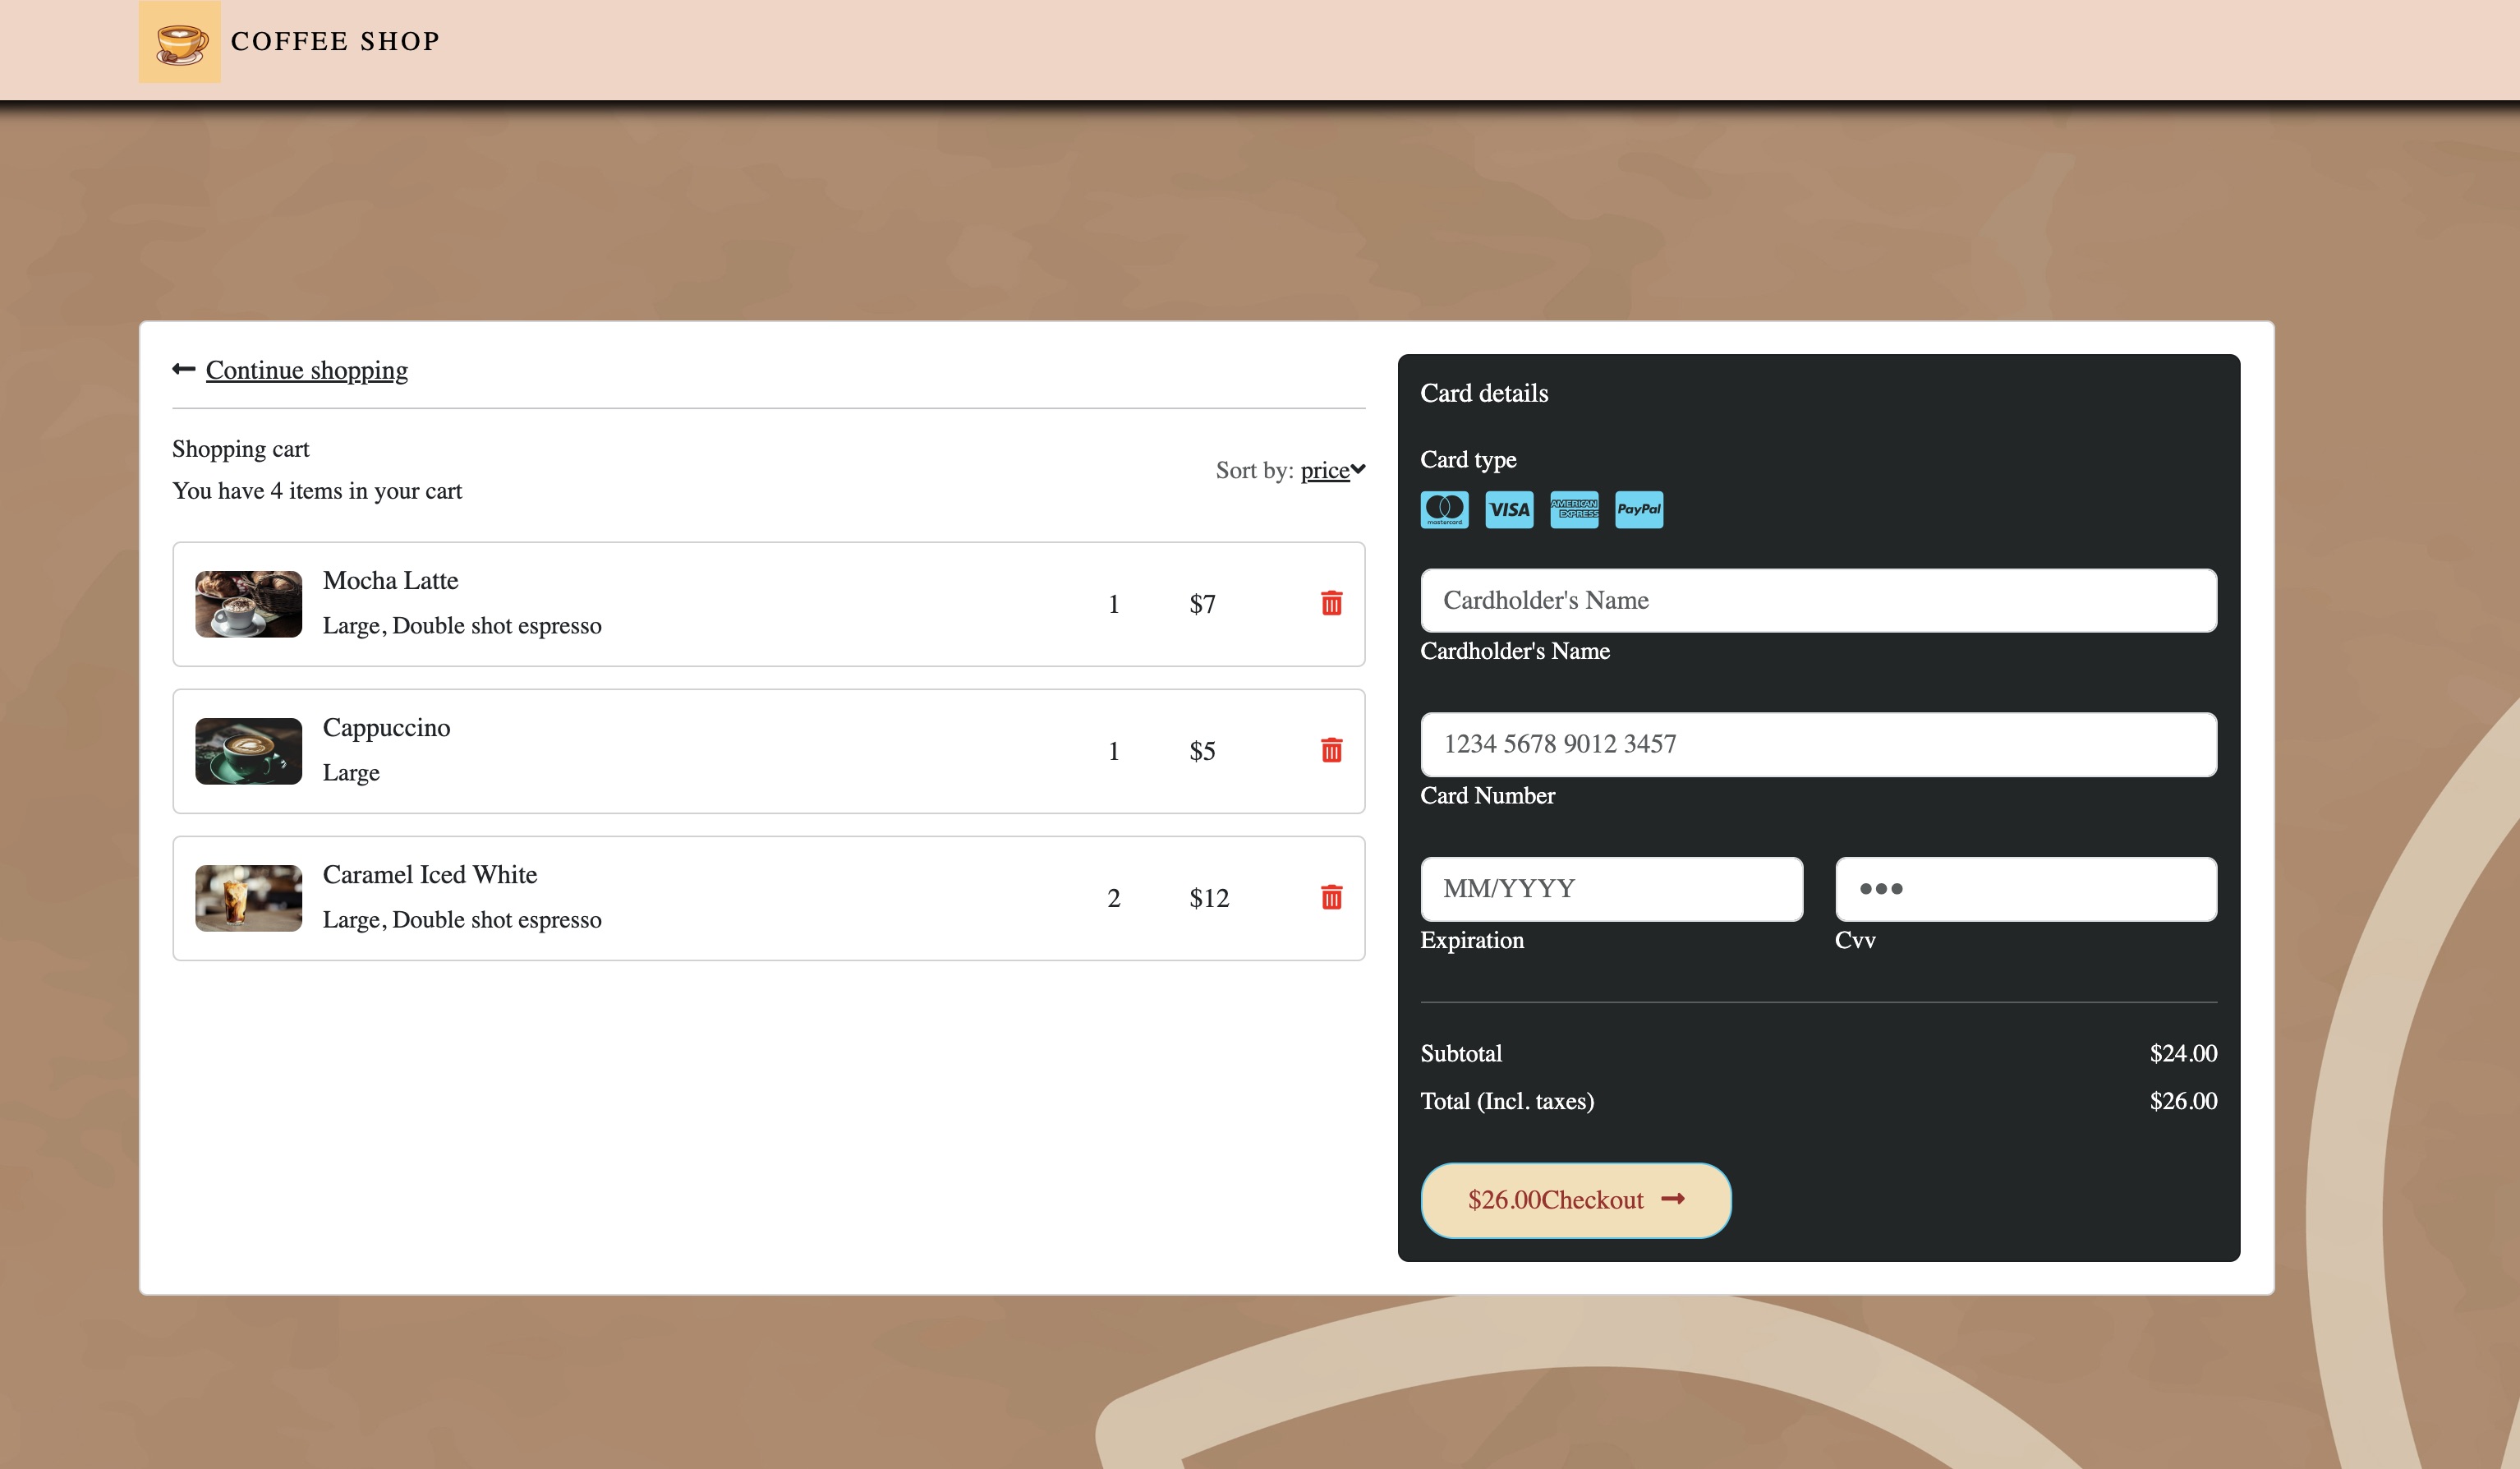 COFFEE SHOP
Continue shopping
Shopping cart
You have 4 items in your cart
Sort by: price
Mocha Latte
Large, Double shot espresso
1
$7
Cappuccino
Large
1
$5
Caramel Iced White
Large, Double shot espresso
2
$12
Card details
Card type
mastercard
VISA
AMERICAN EXPRESS
PayPal
Cardholder's Name
Cardholder's Name
1234 5678 9012 3457
Card Number
MM/YYYY
●●●
Expiration
Cvv
Subtotal
$24.00
Total (Incl. taxes)
$26.00
$26.00Checkout